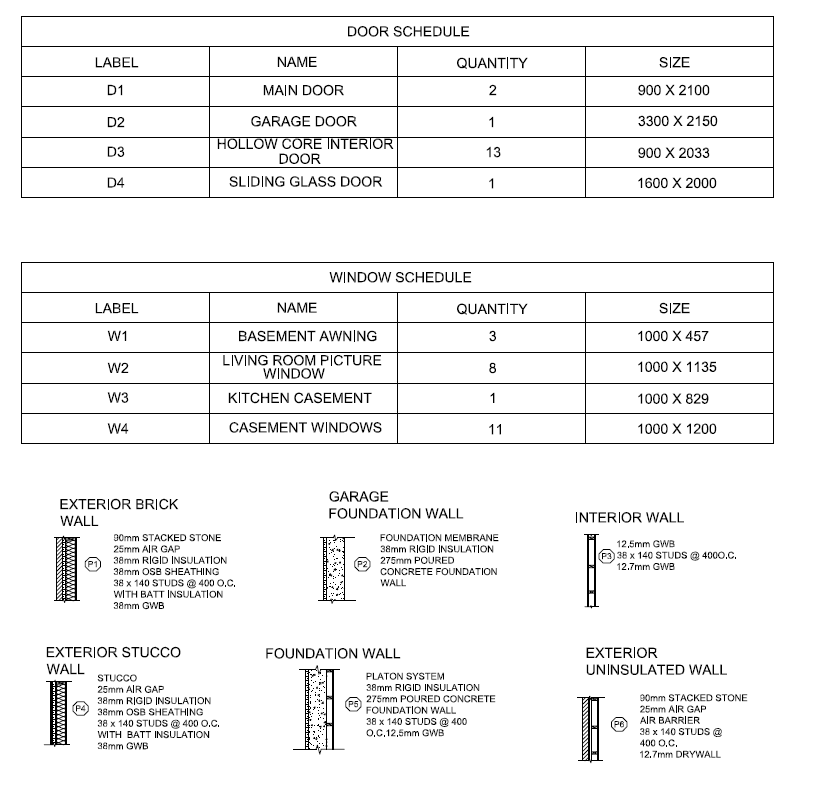 DOOR SCHEDULE
LABEL NAME QUANTITY SIZE
D1 MAIN DOOR 2 900 X 2100
D2 GARAGE DOOR 1 3300 X 2150
D3 HOLLOW CORE INTERIOR DOOR 13 900 X 2033
D4 SLIDING GLASS DOOR 1 1600 X 2000
WINDOW SCHEDULE
LABEL NAME QUANTITY SIZE
W1 BASEMENT AWNING 3 1000 X 457
W2 LIVING ROOM PICTURE WINDOW 8 1000 X 1135
W3 KITCHEN CASEMENT 1 1000 X 829
W4 CASEMENT WINDOWS 11 1000 X 1200
EXTERIOR BRICK
WALL
P1
90mm STACKED STONE
25mm AIR GAP
38mm RIGID INSULATION
38mm OSB SHEATHING
38 x 140 STUDS @ 400 O.C.
WITH BATT INSULATION
38mm GWB
GARAGE
FOUNDATION WALL
P2
FOUNDATION MEMBRANE
38mm RIGID INSULATION
275mm POURED
CONCRETE FOUNDATION
WALL
INTERIOR WALL
P3
12.5mm GWB
38 x 140 STUDS @ 400O.C.
12.7mm GWB
EXTERIOR STUCCO
WALL
P4
STUCCO
25mm AIR GAP
38mm RIGID INSULATION
38mm OSB SHEATHING
38 x 140 STUDS @ 400 O.C.
WITH BATT INSULATION
38mm GWB
FOUNDATION WALL
P5
PLATON SYSTEM
38mm RIGID INSULATION
275mm POURED CONCRETE
FOUNDATION WALL
38 x 140 STUDS @ 400
O.C.12,5mm GWB
EXTERIOR
UNINSULATED WALL
P6
90mm STACKED STONE
25mm AIR GAP
AIR BARRIER
38 x 140 STUDS @
400 O.C.
12.7mm DRYWALL